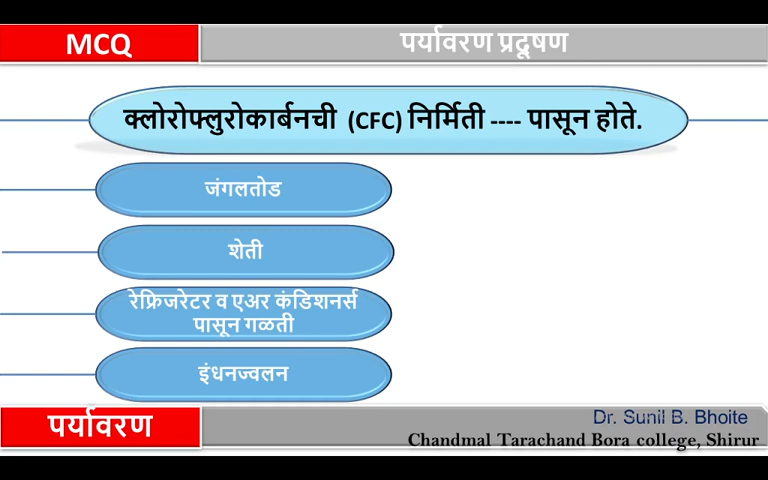 MCQ
पर्यावरण प्रदूषण
क्लोरोफ्लुरोकार्बनची (CFC) निर्मिती ---- पासून होते.
जंगलतोड
शेती
रेफ्रिजरेटर व एअर कंडिशनर्स
पासून गळती
इंधनज्वलन
पर्यावरण
Dr. Sunil B. Bhoite
Chandmal Tarachand Bora college, Shirur